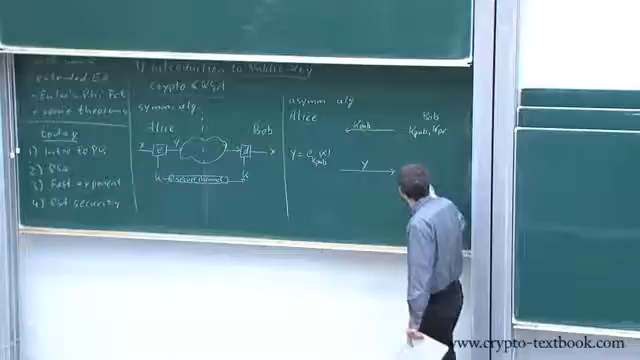 extended EA
Euler's Phi Fct
+ some theorems
today
1) Intro to PK
2) RSA
3) Fast exponent
4) RSA security
1) Introduction to Public-Key
Crypto & RSA
symm. alg.
Alice
Bob
x
e
y
d
x
k
secure channel
k
asymm alg
Alice
Bob
Kpub
Kpub, Kpr
y = e Kpub (x)
y
www.crypto-textbook.com